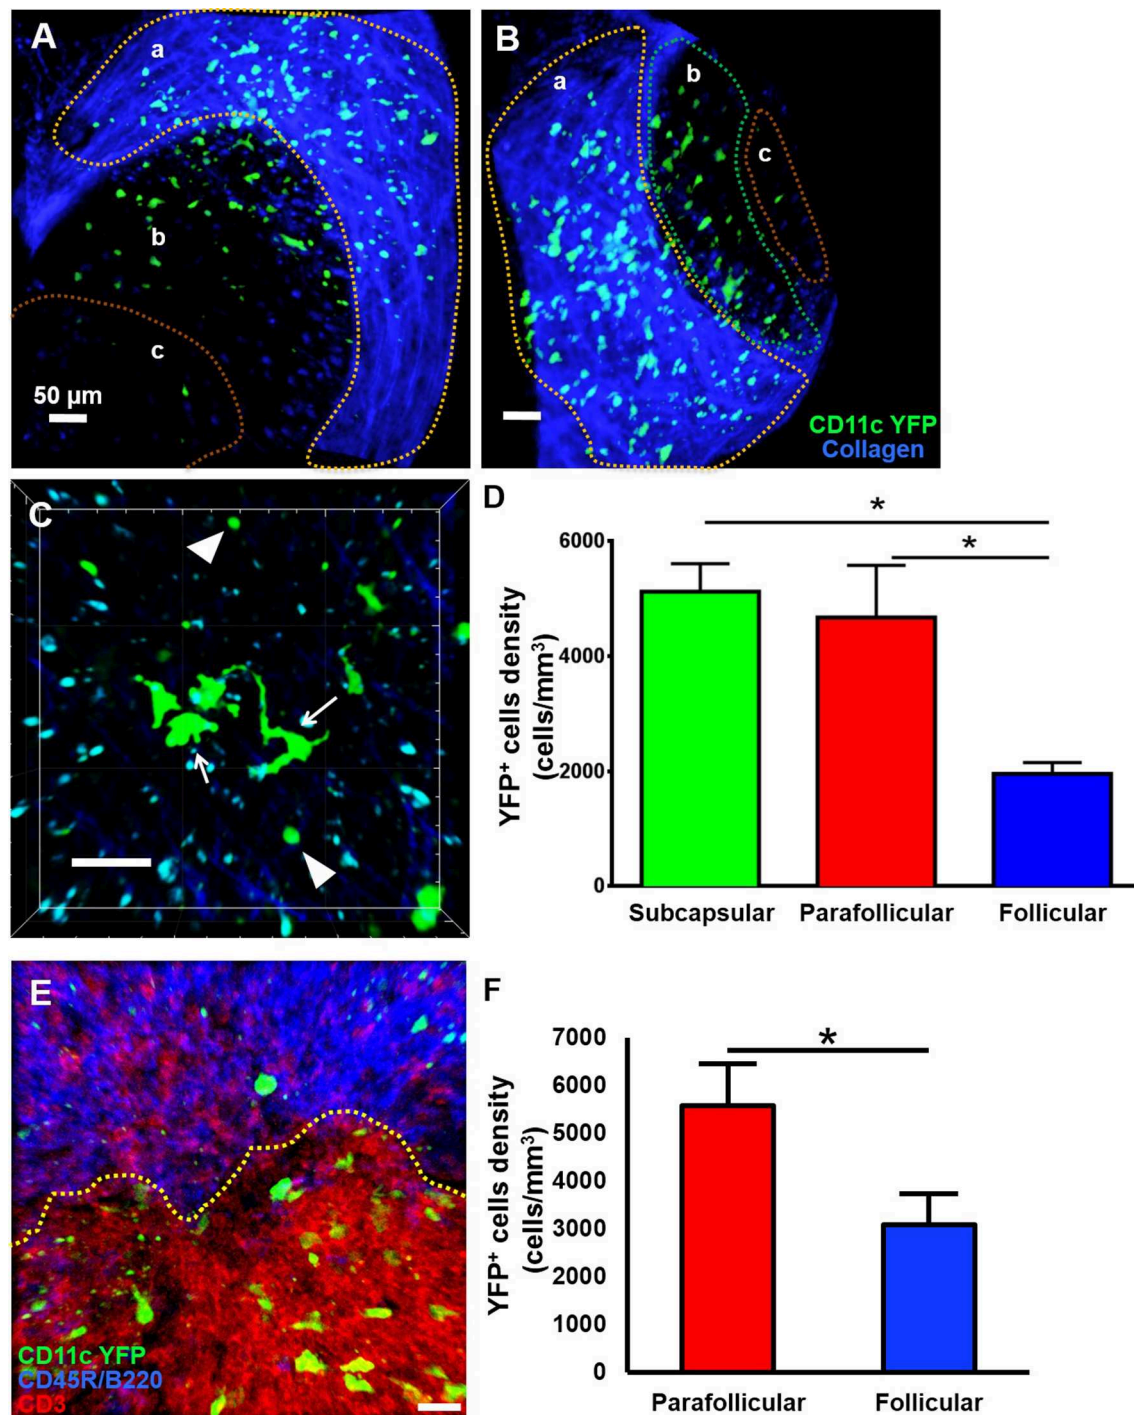 A
a
b
c
50 µm
B
a
b
c
CD11c YFP
Collagen
C
D
*
*
YFP⁺ cells density
(cells/mm³)
6000
4000
2000
0
Subcapsular
Parafollicular
Follicular
E
CD11c YFP
CD45R/B220
CD3
F
*
YFP⁺ cells density
(cells/mm³)
7000
6000
5000
4000
3000
2000
1000
0
Parafollicular
Follicular